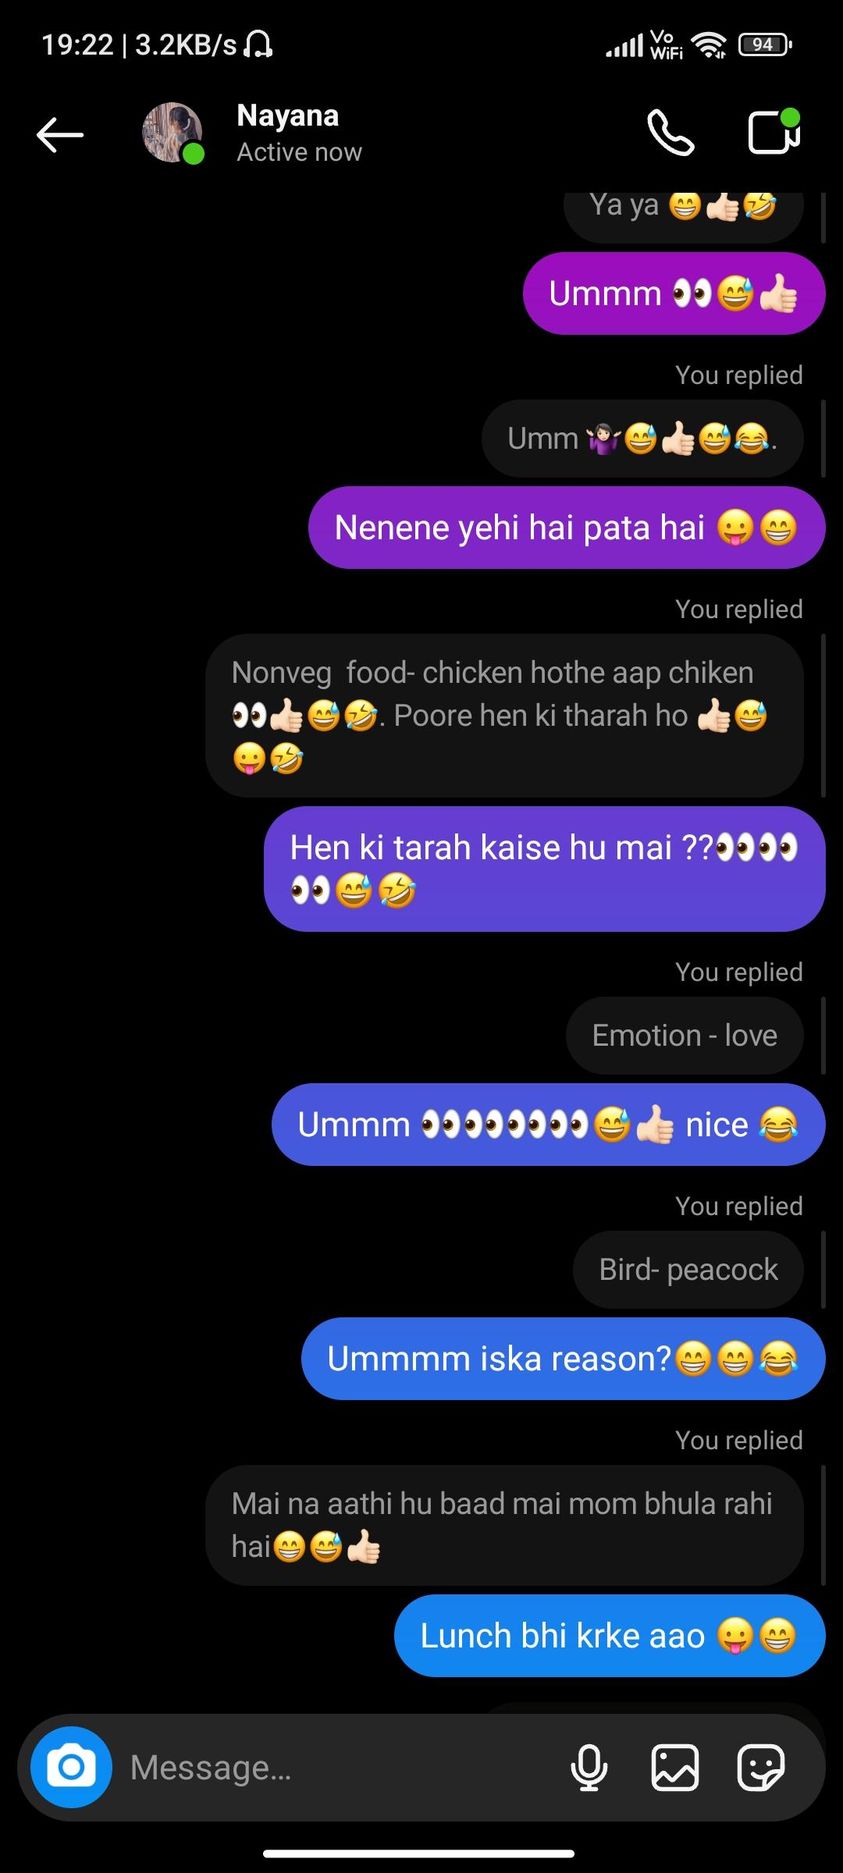 19:22 | 3.2KB/s
Vo
WiFi
94
Nayana
Active now
Ya ya 😁👍🏻🤣
Ummm 👀😅👍🏻
You replied
Umm 🤷🏻‍♀️😅👍🏻😅😂.
Nenene yehi hai pata hai 😛😁
You replied
Nonveg  food- chicken hothe aap chiken
👀👍🏻😅🤣. Poore hen ki tharah ho 👍🏻😅
😛🤣
Hen ki tarah kaise hu mai ??👀👀
👀😅🤣
You replied
Emotion - love
Ummm 👀👀👀👀😅👍🏻 nice 😂
You replied
Bird- peacock
Ummmm iska reason?😁😁😂
You replied
Mai na aathi hu baad mai mom bhula rahi
hai😁😅👍🏻
Lunch bhi krke aao 😛😁
Message...